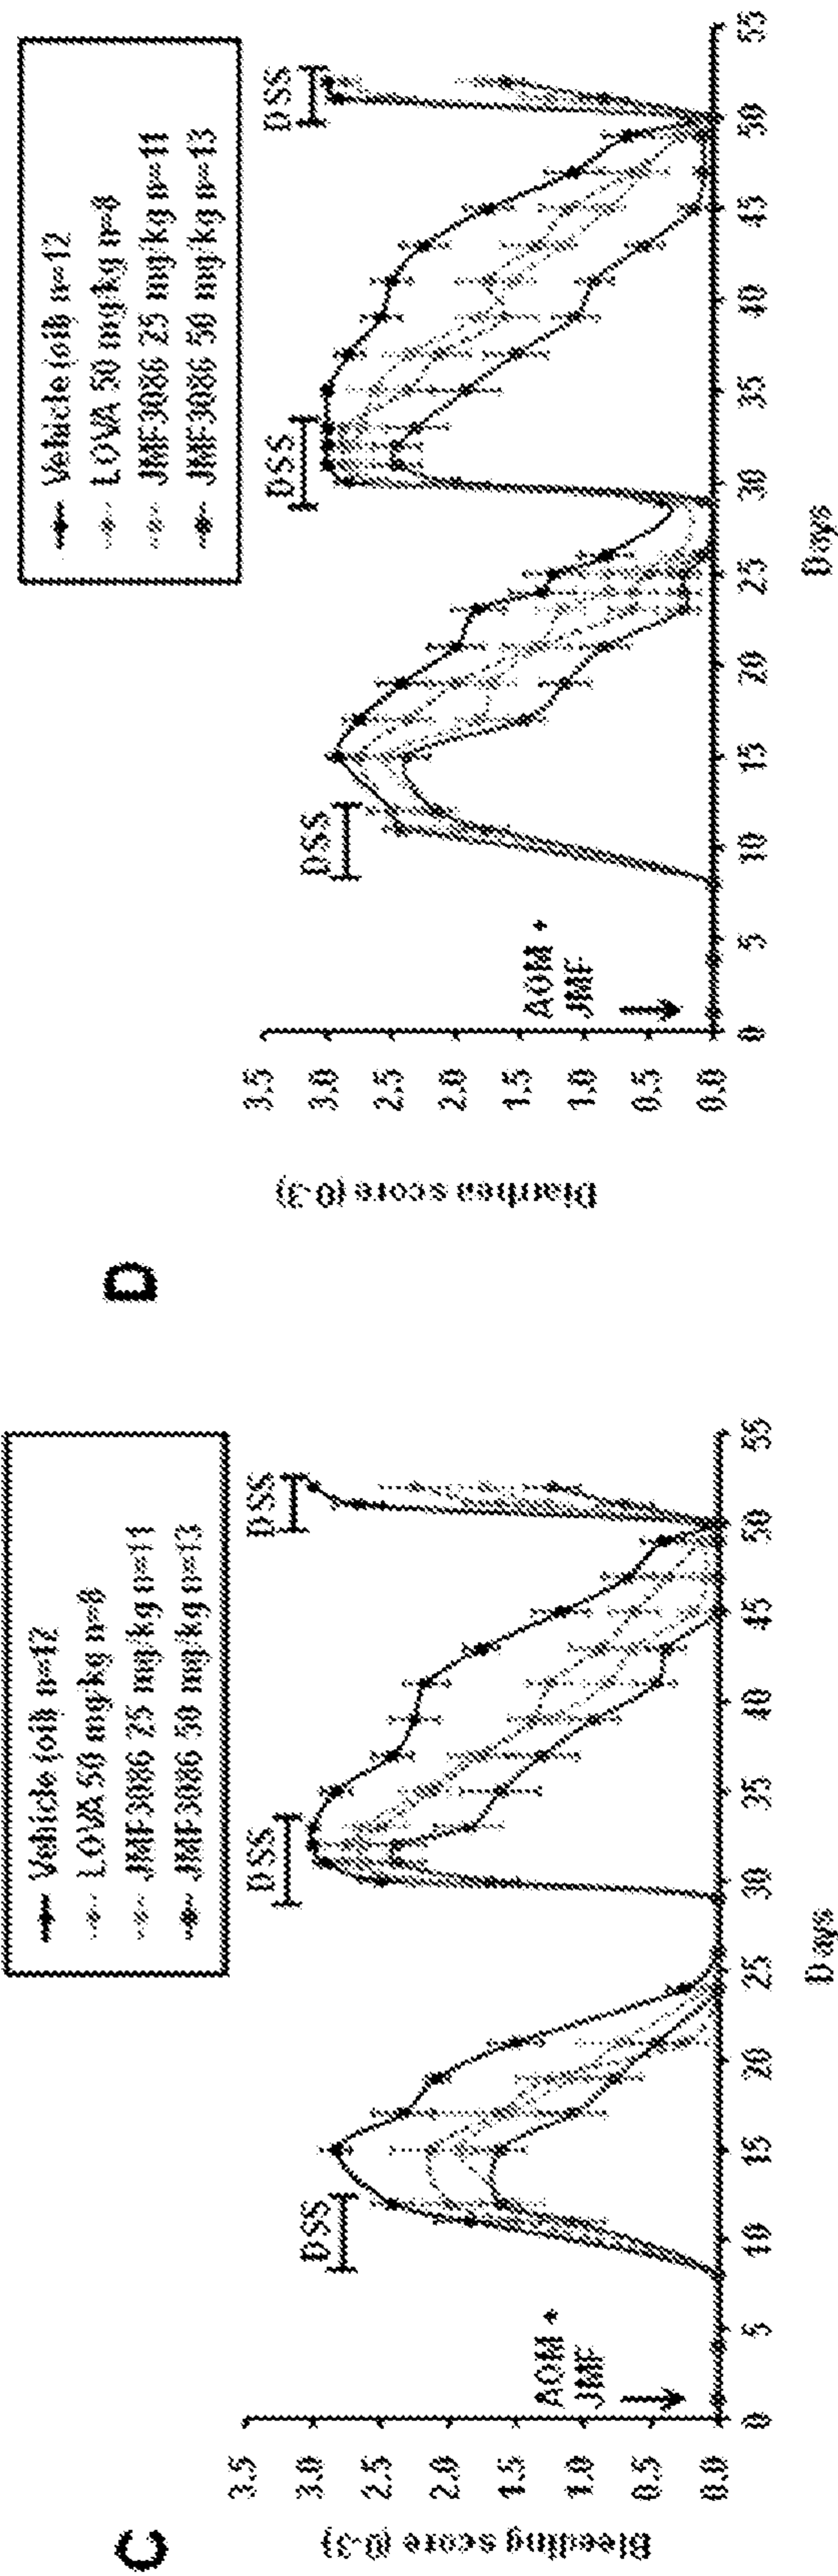 C
Bleeding score (0-3)
3.5
3.0
2.5
2.0
1.5
1.0
0.5
0.0
Vehicle (oil) n=12
LOVA 50 mg/kg n=8
JMF3086 25 mg/kg n=11
JMF3086 50 mg/kg n=13
DSS
DSS
DSS
AOM +
JMF
0 5 10 15 20 25 30 35 40 45 50 55
Days
D
Diarrhea score (0-3)
3.5
3.0
2.5
2.0
1.5
1.0
0.5
0.0
Vehicle (oil) n=12
LOVA 50 mg/kg n=8
JMF3086 25 mg/kg n=11
JMF3086 50 mg/kg n=13
DSS
DSS
DSS
AOM +
JMF
0 5 10 15 20 25 30 35 40 45 50 55
Days